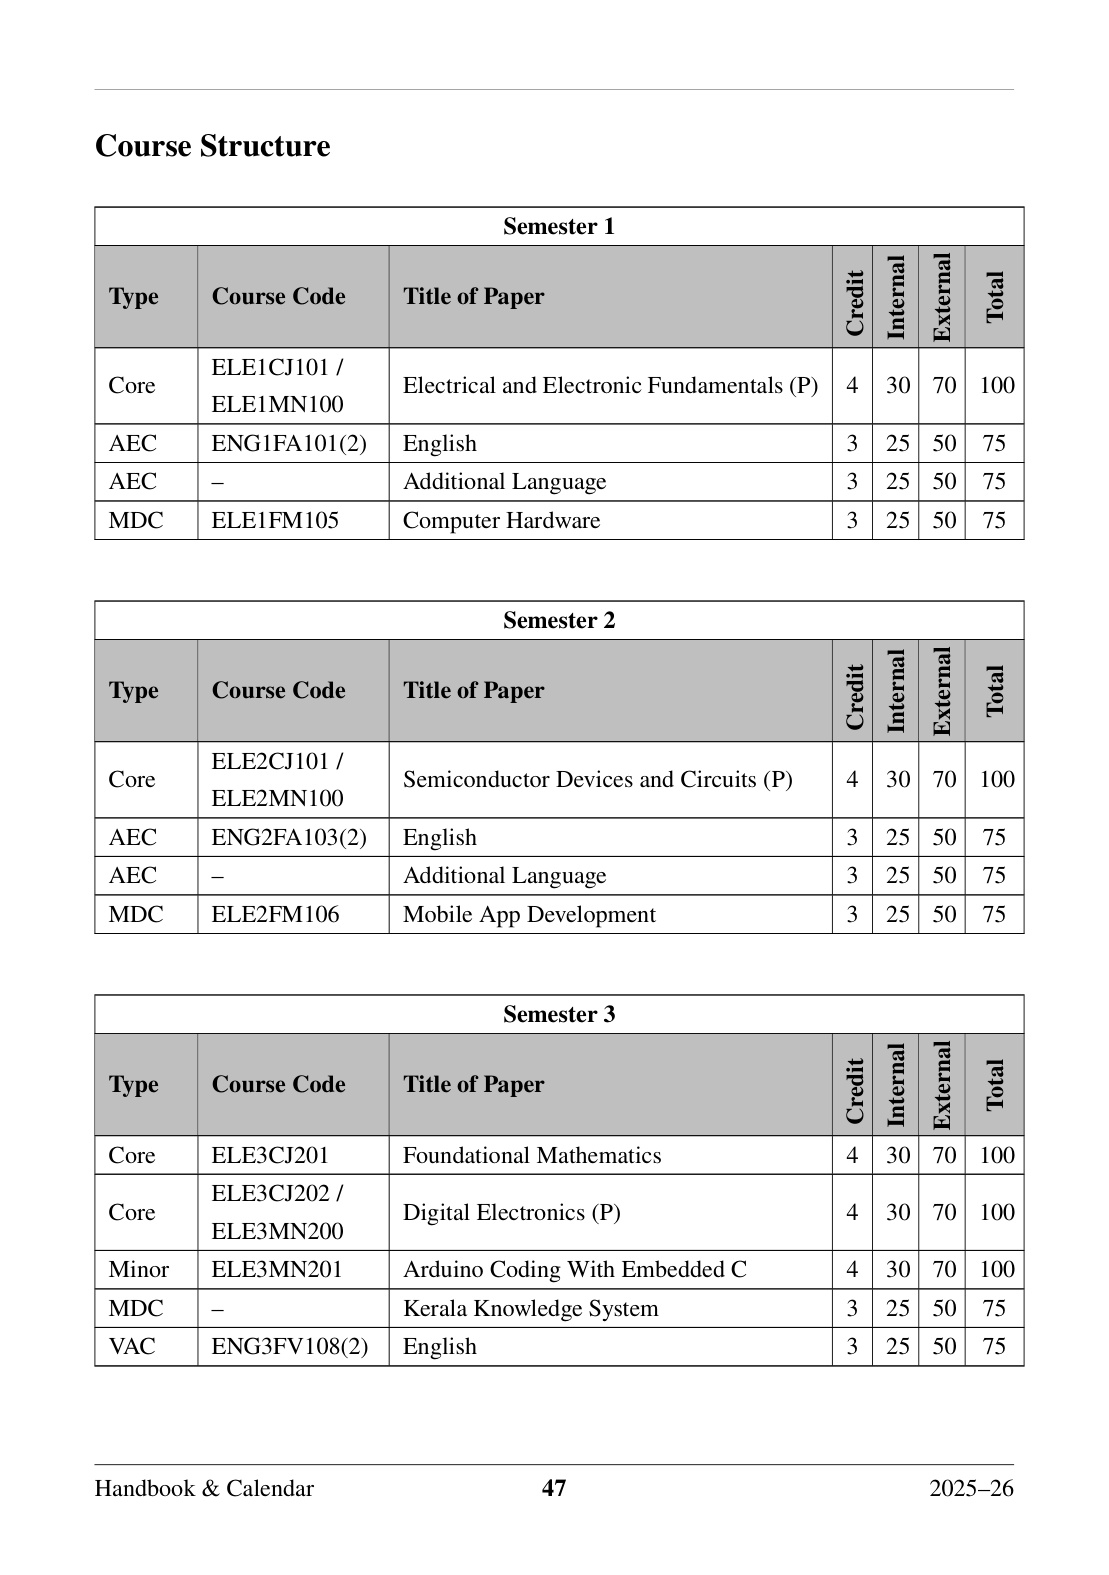 Course Structure
Semester 1
Type Course Code Title of Paper Credit Internal External Total
Core ELE1CJ101 / ELE1MN100 Electrical and Electronic Fundamentals (P) 4 30 70 100
AEC ENG1FA101(2) English 3 25 50 75
AEC – Additional Language 3 25 50 75
MDC ELE1FM105 Computer Hardware 3 25 50 75
Semester 2
Type Course Code Title of Paper Credit Internal External Total
Core ELE2CJ101 / ELE2MN100 Semiconductor Devices and Circuits (P) 4 30 70 100
AEC ENG2FA103(2) English 3 25 50 75
AEC – Additional Language 3 25 50 75
MDC ELE2FM106 Mobile App Development 3 25 50 75
Semester 3
Type Course Code Title of Paper Credit Internal External Total
Core ELE3CJ201 Foundational Mathematics 4 30 70 100
Core ELE3CJ202 / ELE3MN200 Digital Electronics (P) 4 30 70 100
Minor ELE3MN201 Arduino Coding With Embedded C 4 30 70 100
MDC – Kerala Knowledge System 3 25 50 75
VAC ENG3FV108(2) English 3 25 50 75
Handbook & Calendar 47 2025–26